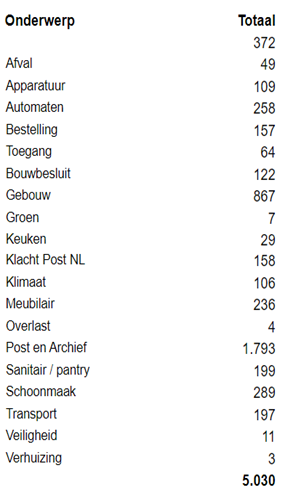 Onderwerp Totaal
372
Afval 49
Apparatuur 109
Automaten 258
Bestelling 157
Toegang 64
Bouwbesluit 122
Gebouw 867
Groen 7
Keuken 29
Klacht Post NL 158
Klimaat 106
Meubilair 236
Overlast 4
Post en Archief 1.793
Sanitair / pantry 199
Schoonmaak 289
Transport 197
Veiligheid 11
Verhuizing 3
5.030